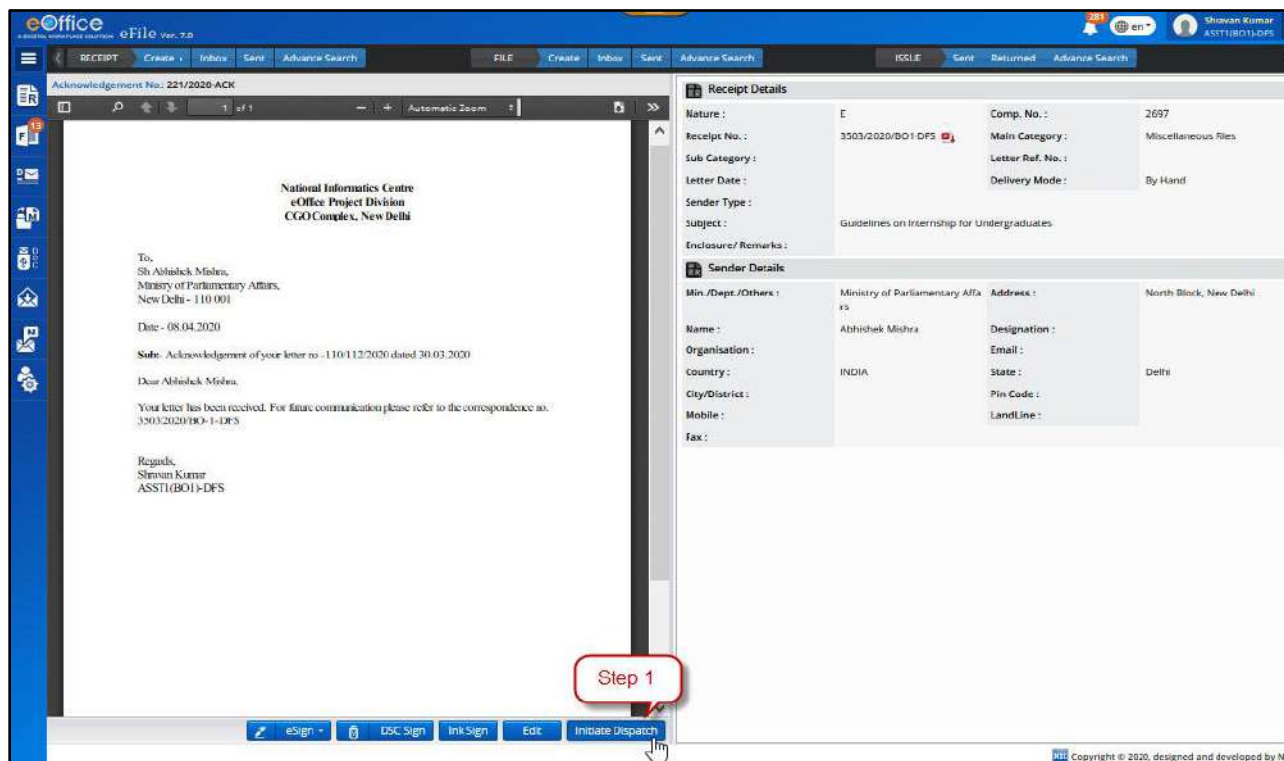 eOffice
A DIGITAL WORKPLACE SOLUTION
eFile Ver. 7.0
281
en
Shravan Kumar
ASST1(BO1)-DFS
RECEIPT Create Inbox Sent Advance Search FILE Create Inbox Sent Advance Search ISSUE Sent Returned Advance Search
Acknowledgement No.: 221/2020-ACK
1 of 1 Automatic Zoom
13
National Informatics Centre
eOffice Project Division
CGO Complex, New Delhi
To,
Sh Abhishek Mishra,
Ministry of Parliamentary Affairs,
New Delhi - 110 001
Date - 08.04.2020
Sub:- Acknowledgement of your letter no -110/112/2020 dated 30.03.2020
Dear Abhishek Mishra,
Your letter has been received. For future communication please refer to the correspondence no.
3503/2020/BO-1-DFS
Regards,
Shravan Kumar
ASST1(BO1)-DFS
Step 1
eSign DSC Sign Ink Sign Edit Initiate Dispatch
Receipt Details
Nature : E Comp. No. : 2697
Receipt No. : 3503/2020/BO1-DFS Main Category : Miscellaneous Files
Sub Category : Letter Ref. No. :
Letter Date : Delivery Mode : By Hand
Sender Type :
Subject : Guidelines on Internship for Undergraduates
Enclosure/ Remarks :
Sender Details
Min./Dept./Others : Ministry of Parliamentary Affa Address : North Block, New Delhi
irs
Name : Abhishek Mishra Designation :
Organisation : Email :
Country : INDIA State : Delhi
City/District : Pin Code :
Mobile : LandLine :
Fax :
Copyright © 2020, designed and developed by N